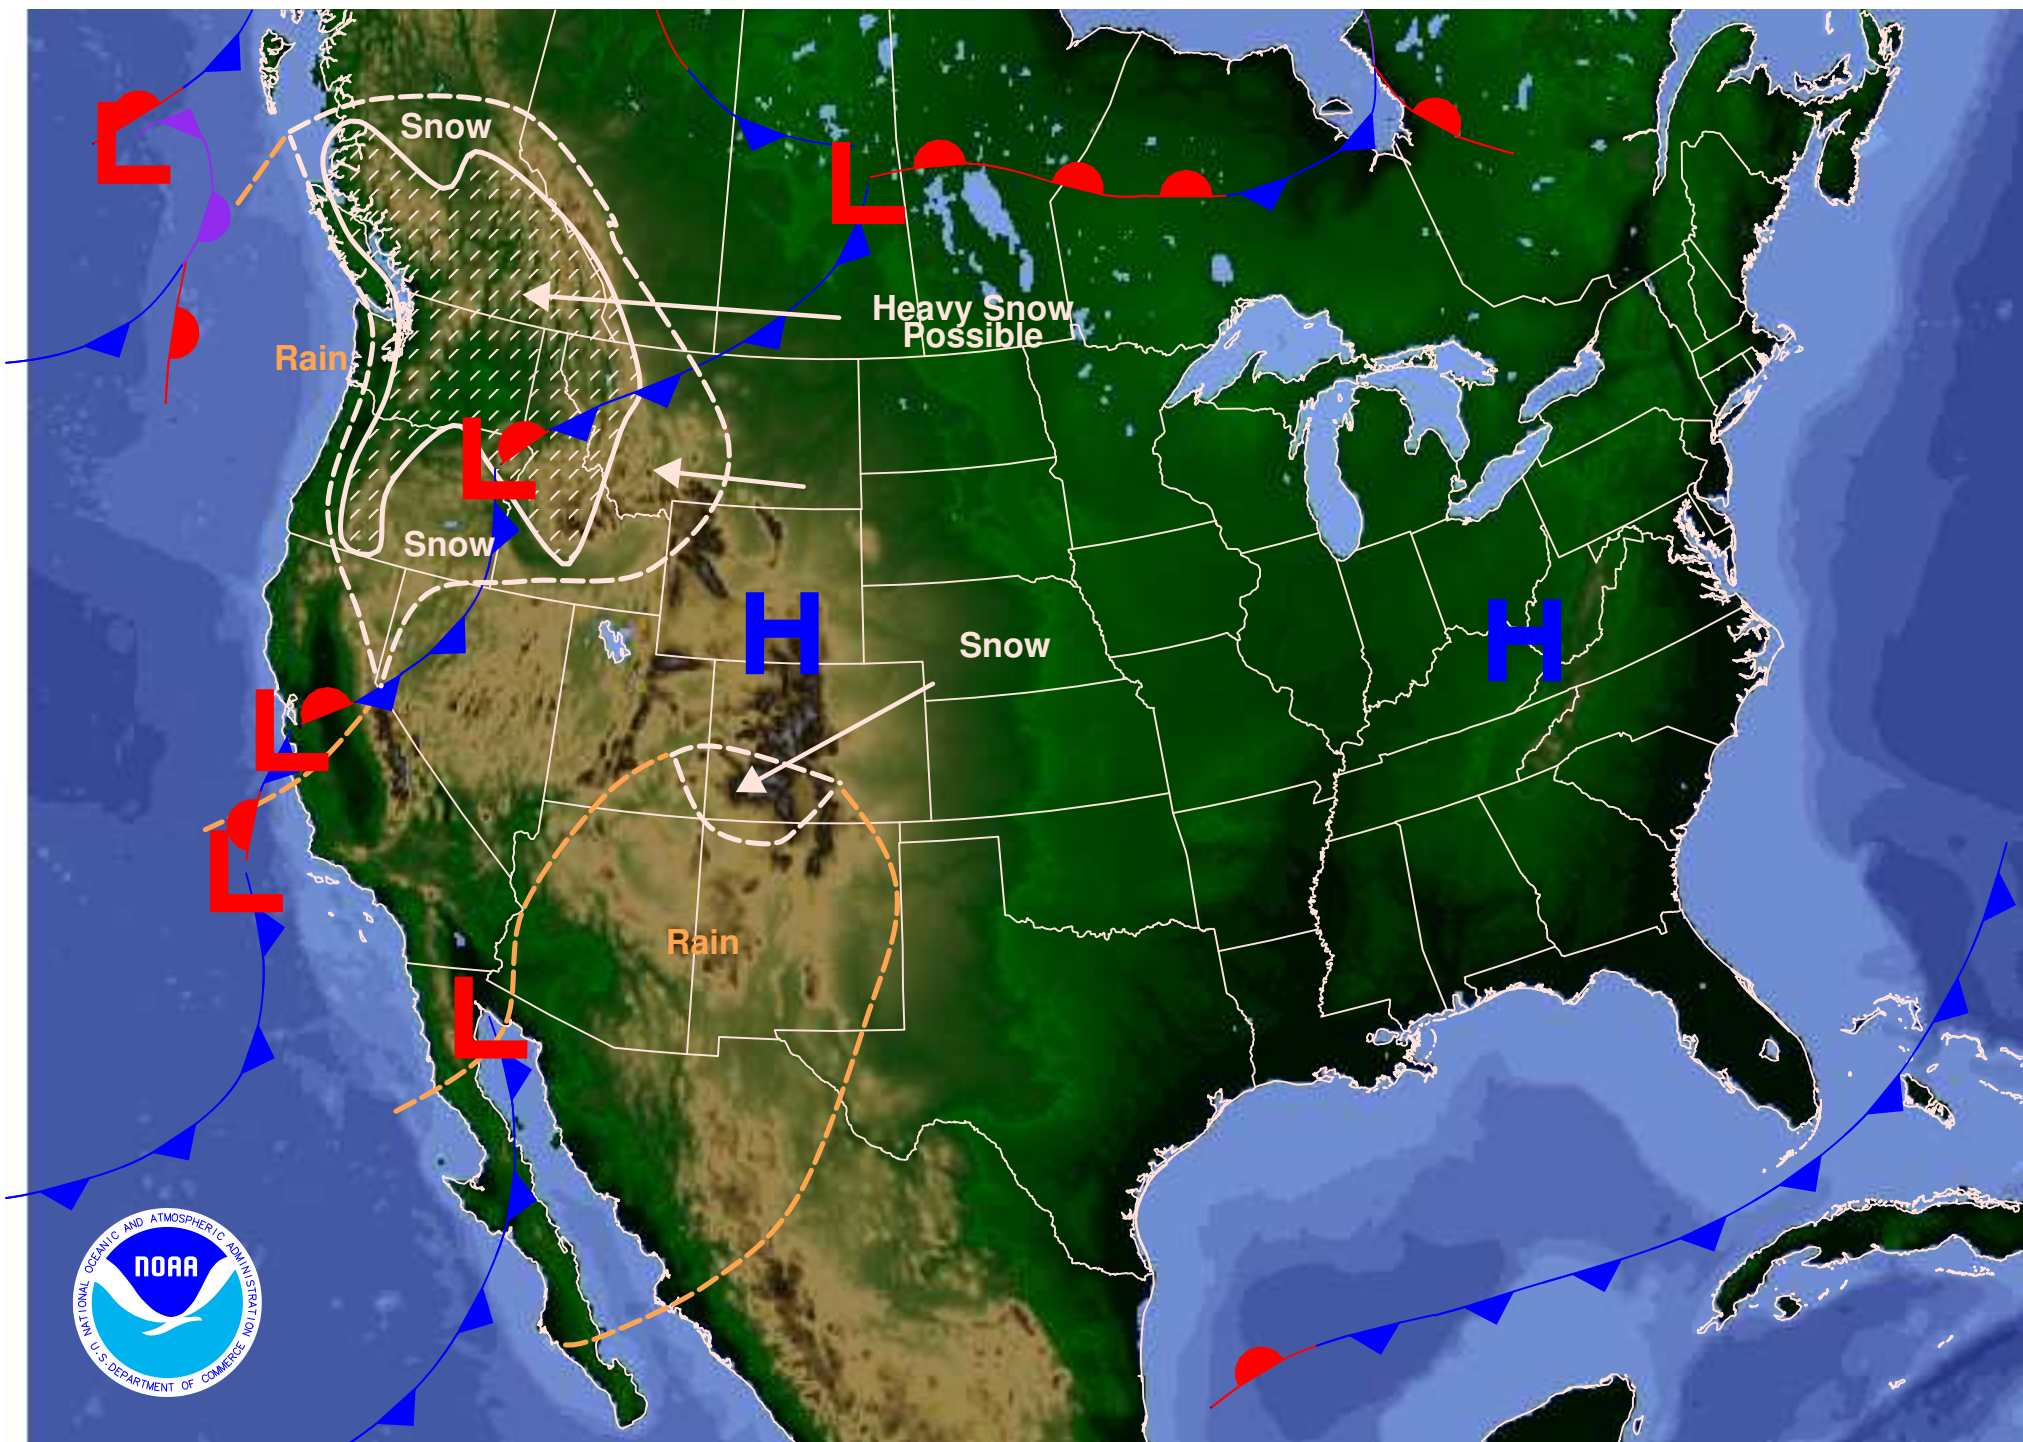 Snow
Heavy Snow
Possible
Rain
L
L
L
Snow
H
Snow
H
L
L
Rain
L
NATIONAL OCEANIC AND ATMOSPHERIC ADMINISTRATION
NOAA
U.S. DEPARTMENT OF COMMERCE